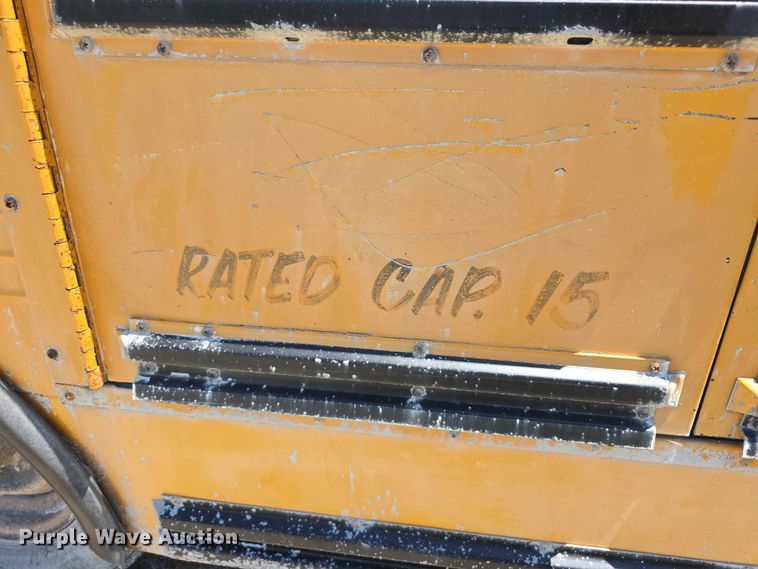 RATED CAP. 15
Purple Wave Auction